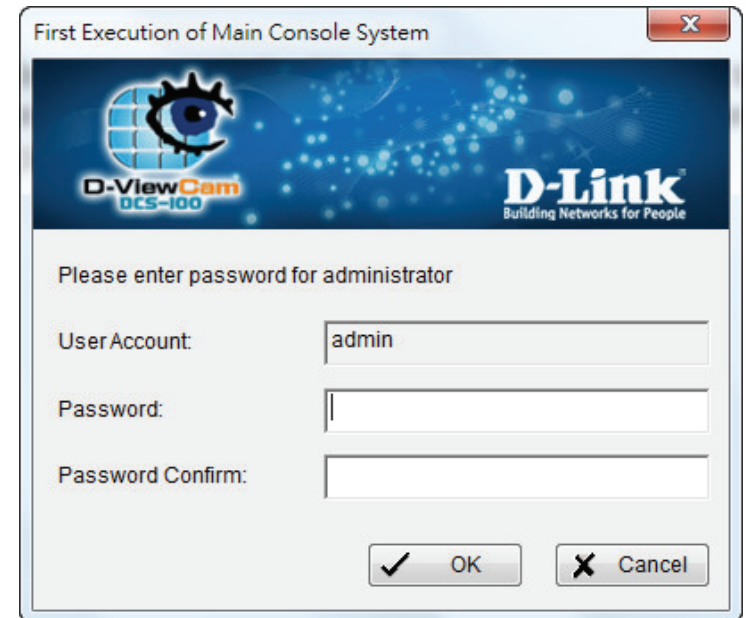 First Execution of Main Console System
D-ViewCam
DCS-100
D-Link
Building Networks for People
Please enter password for administrator
User Account:
admin
Password:
Password Confirm:
OK
Cancel